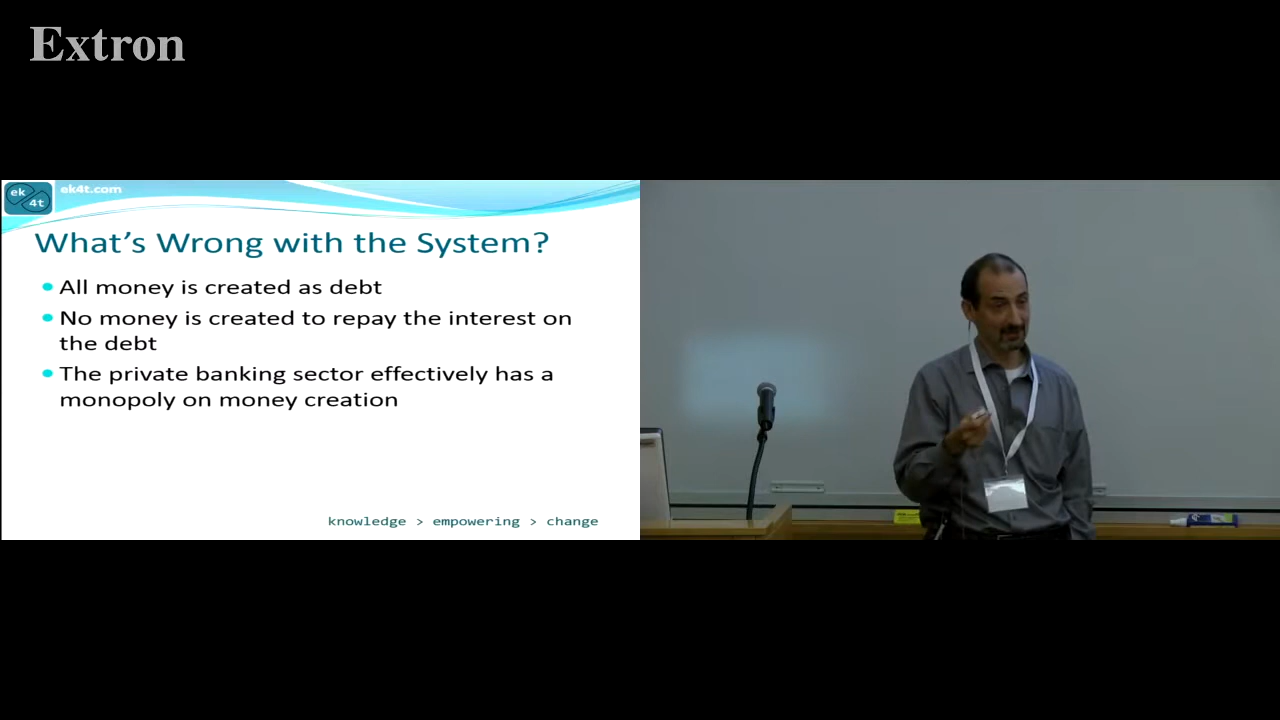 Extron
ek
4t
ek4t.com
What's Wrong with the System?
All money is created as debt
No money is created to repay the interest on
the debt
The private banking sector effectively has a
monopoly on money creation
knowledge > empowering > change